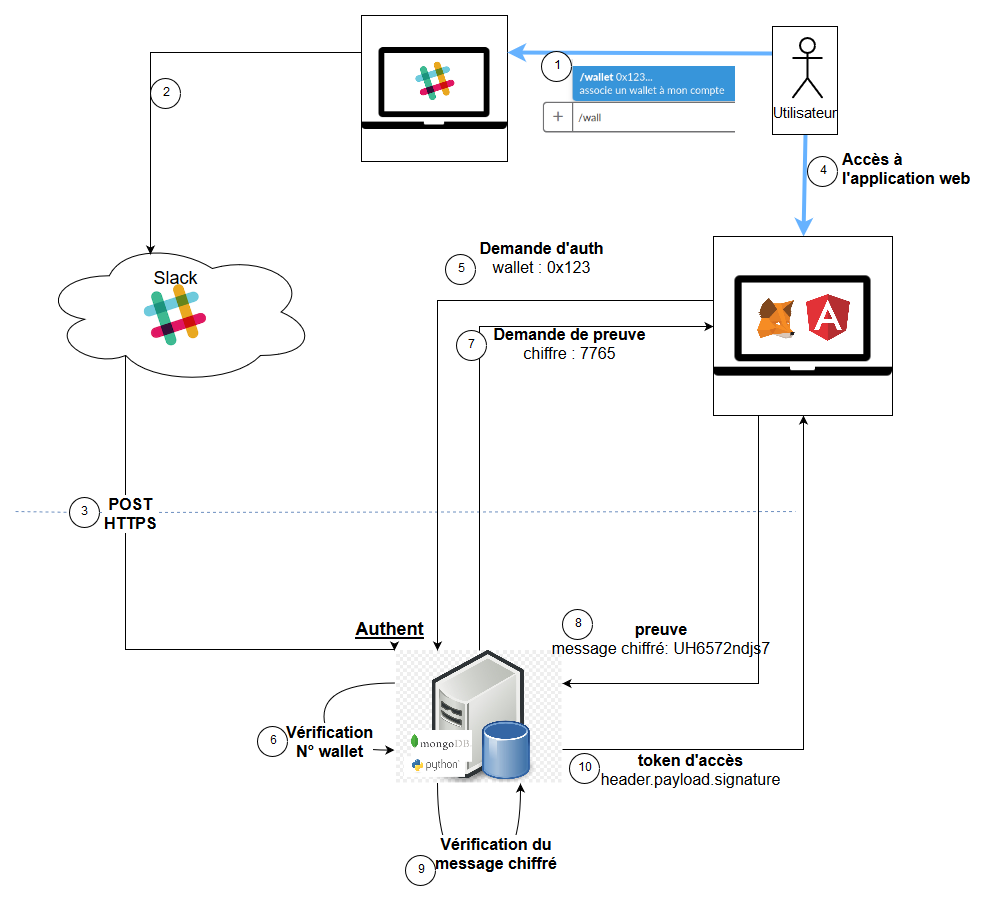 1
/wallet 0x123...
associe un wallet à mon compte
+
/wall
Utilisateur
2
4
Accès à
l'application web
Slack
5
Demande d'auth
wallet : 0x123
7
Demande de preuve
chiffre : 7765
3
POST
HTTPS
Authent
8
preuve
message chiffré: UH6572ndjs7
6
Vérification
N° wallet
mongoDB
python
10
token d'accès
header.payload.signature
9
Vérification du
message chiffré